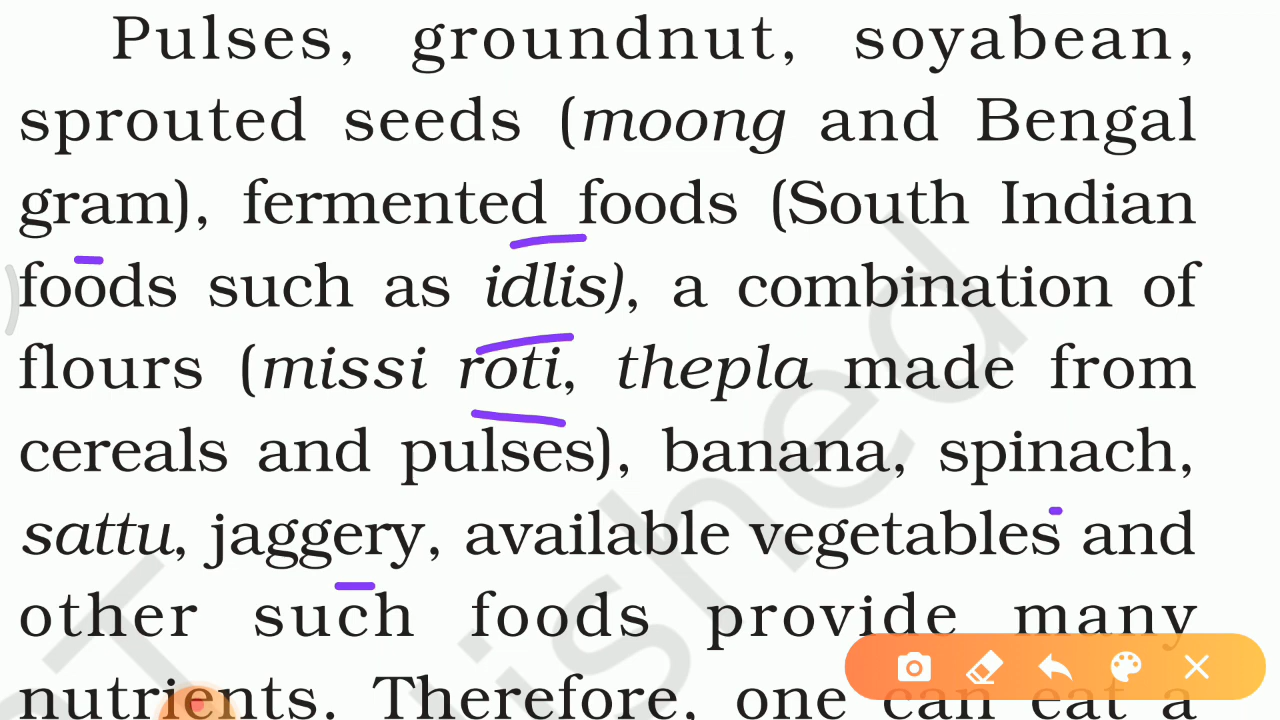 Pulses, groundnut, soyabean,
sprouted seeds (moong and Bengal
gram), fermented foods (South Indian
foods such as idlis), a combination of
flours (missi roti, thepla made from
cereals and pulses), banana, spinach,
sattu, jaggery, available vegetables and
other such foods provide many
nutrients. Therefore, one can eat a